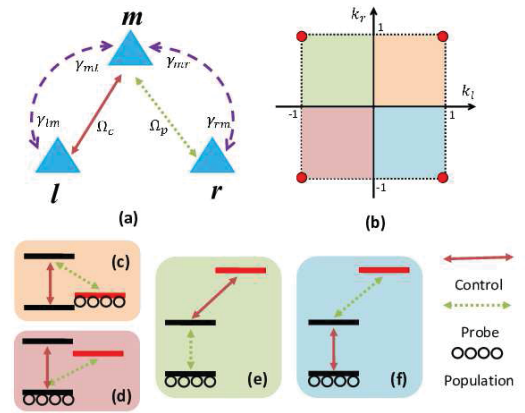 m
γml
γmr
γlm
Ωc
Ωp
γrm
l
r
(a)
kr
1
kl
-1
1
-1
(b)
(c)
(d)
(e)
(f)
Control
Probe
Population